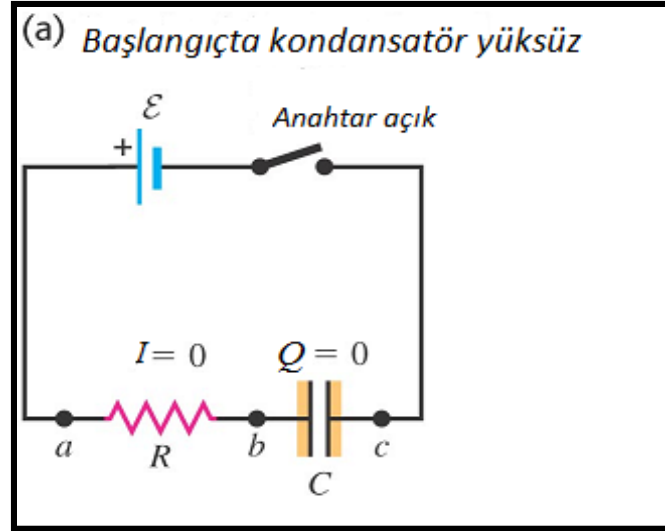 (a) Başlangıçta kondansatör yüksüz
ℰ
Anahtar açık
+
I = 0 Q = 0
a R b C c